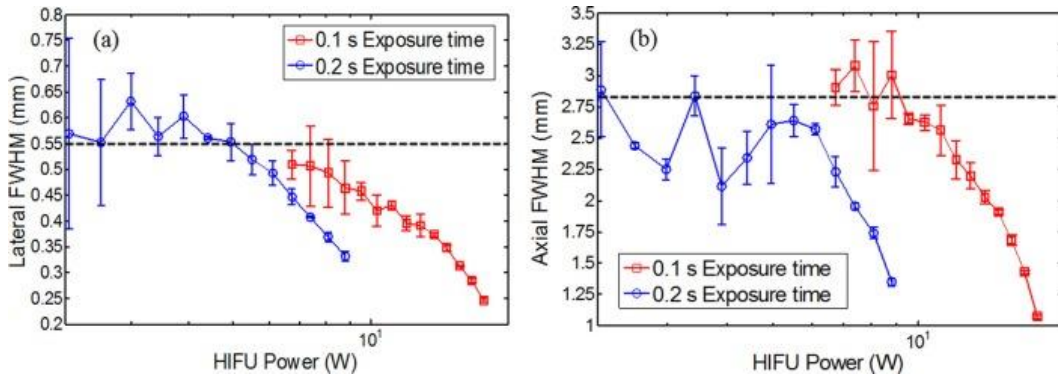 (a)
0.1 s Exposure time
0.2 s Exposure time
Lateral FWHM (mm)
0.8
0.75
0.7
0.65
0.6
0.55
0.5
0.45
0.4
0.35
0.3
0.25
0.2
10¹
HIFU Power (W)
(b)
Axial FWHM (mm)
3.5
3.25
3
2.75
2.5
2.25
2
1.75
1.5
1.25
1
0.1 s Exposure time
0.2 s Exposure time
10¹
HIFU Power (W)